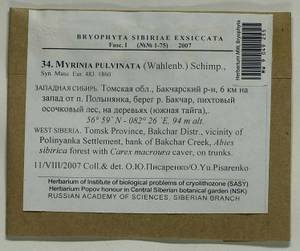 BRYOPHYTA SIBIRIAE EXSICCATA
Fasc. I (№№ 1-75) 2007
34. MYRINIA PULVINATA (Wahlenb.) Schimp.,
Syn. Musc. Eur. 483. 1860
ЗАПАДНАЯ СИБИРЬ. Томская обл., Бакчарский р-н, 6 км на
запад от п. Полынянка, берег р. Бакчар, пихтовый
осочковый лес, на деревьях (южная тайга),.
56° 59' N - 082° 26' E, 94 m alt.
WEST SIBERIA. Tomsk Province, Bakchar Distr., vicinity of
Polinyanka Settlement, bank of Bakchar Creek, Abies
sibirica forest with Carex macroura caver, on trunks.
11/VIII/2007 Coll.& det. О.Ю.Писаренко/O.Yu.Pisarenko
Herbarium of Institute of biological problems of cryolithozone (SASY)
Herbarium Popov honour in Central Siberian botanical garden (NSK)
RUSSIAN ACADEMY OF SCIENCES, SIBERIAN BRANCH